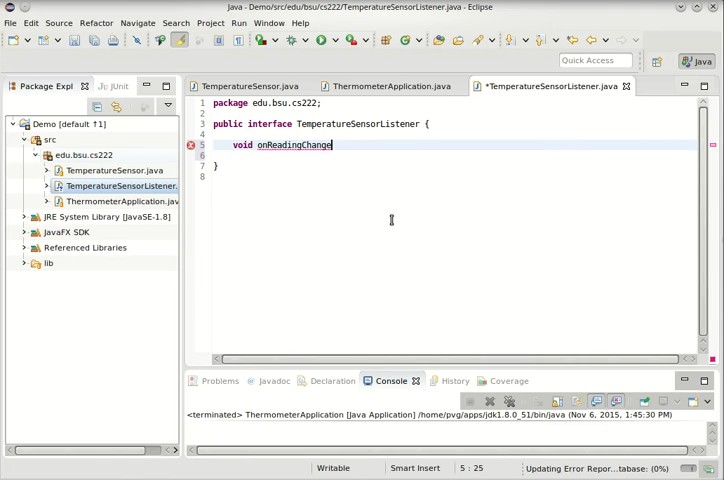 Java - Demo/src/edu/bsu/cs222/TemperatureSensorListener.java - Eclipse
File Edit Source Refactor Navigate Search Project Run Window Help
Quick Access
Java
Package Expl
JUnit
TemperatureSensor.java
ThermometerApplication.java
*TemperatureSensorListener.java
Demo [default ↑1]
src
edu.bsu.cs222
TemperatureSensor.java
TemperatureSensorListener.
ThermometerApplication.jav
JRE System Library [JavaSE-1.8]
JavaFX SDK
Referenced Libraries
lib
1 package edu.bsu.cs222;
2
3 public interface TemperatureSensorListener {
4
5 void onReadingChange
6
7 }
8
Problems Javadoc Declaration Console History Coverage
<terminated> ThermometerApplication [Java Application] /home/pvg/apps/jdk1.8.0_51/bin/java (Nov 6, 2015, 1:45:30 PM)
Writable Smart Insert 5 : 25 Updating Error Repor...tabase: (0%)